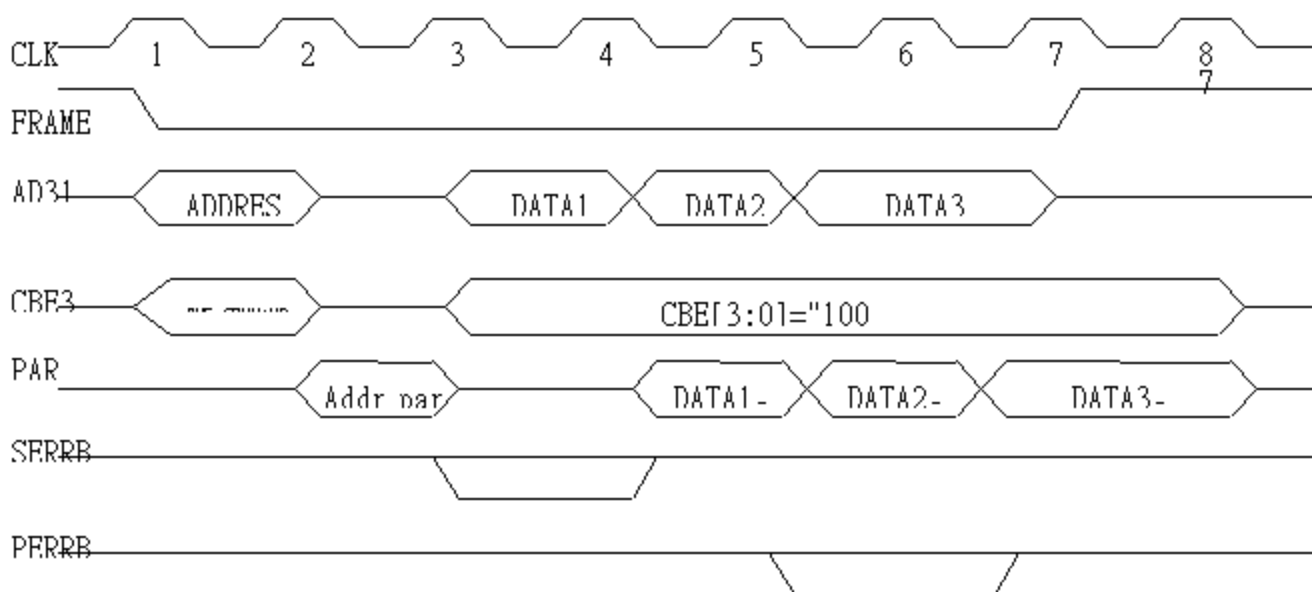 CLK 1 2 3 4 5 6 7 8
7
FRAME
AD31 ADDRES DATA1 DATA2 DATA3
CBE3 CBE[3:0]="100
PAR Addr par DATA1- DATA2- DATA3-
SERRB
PERRB